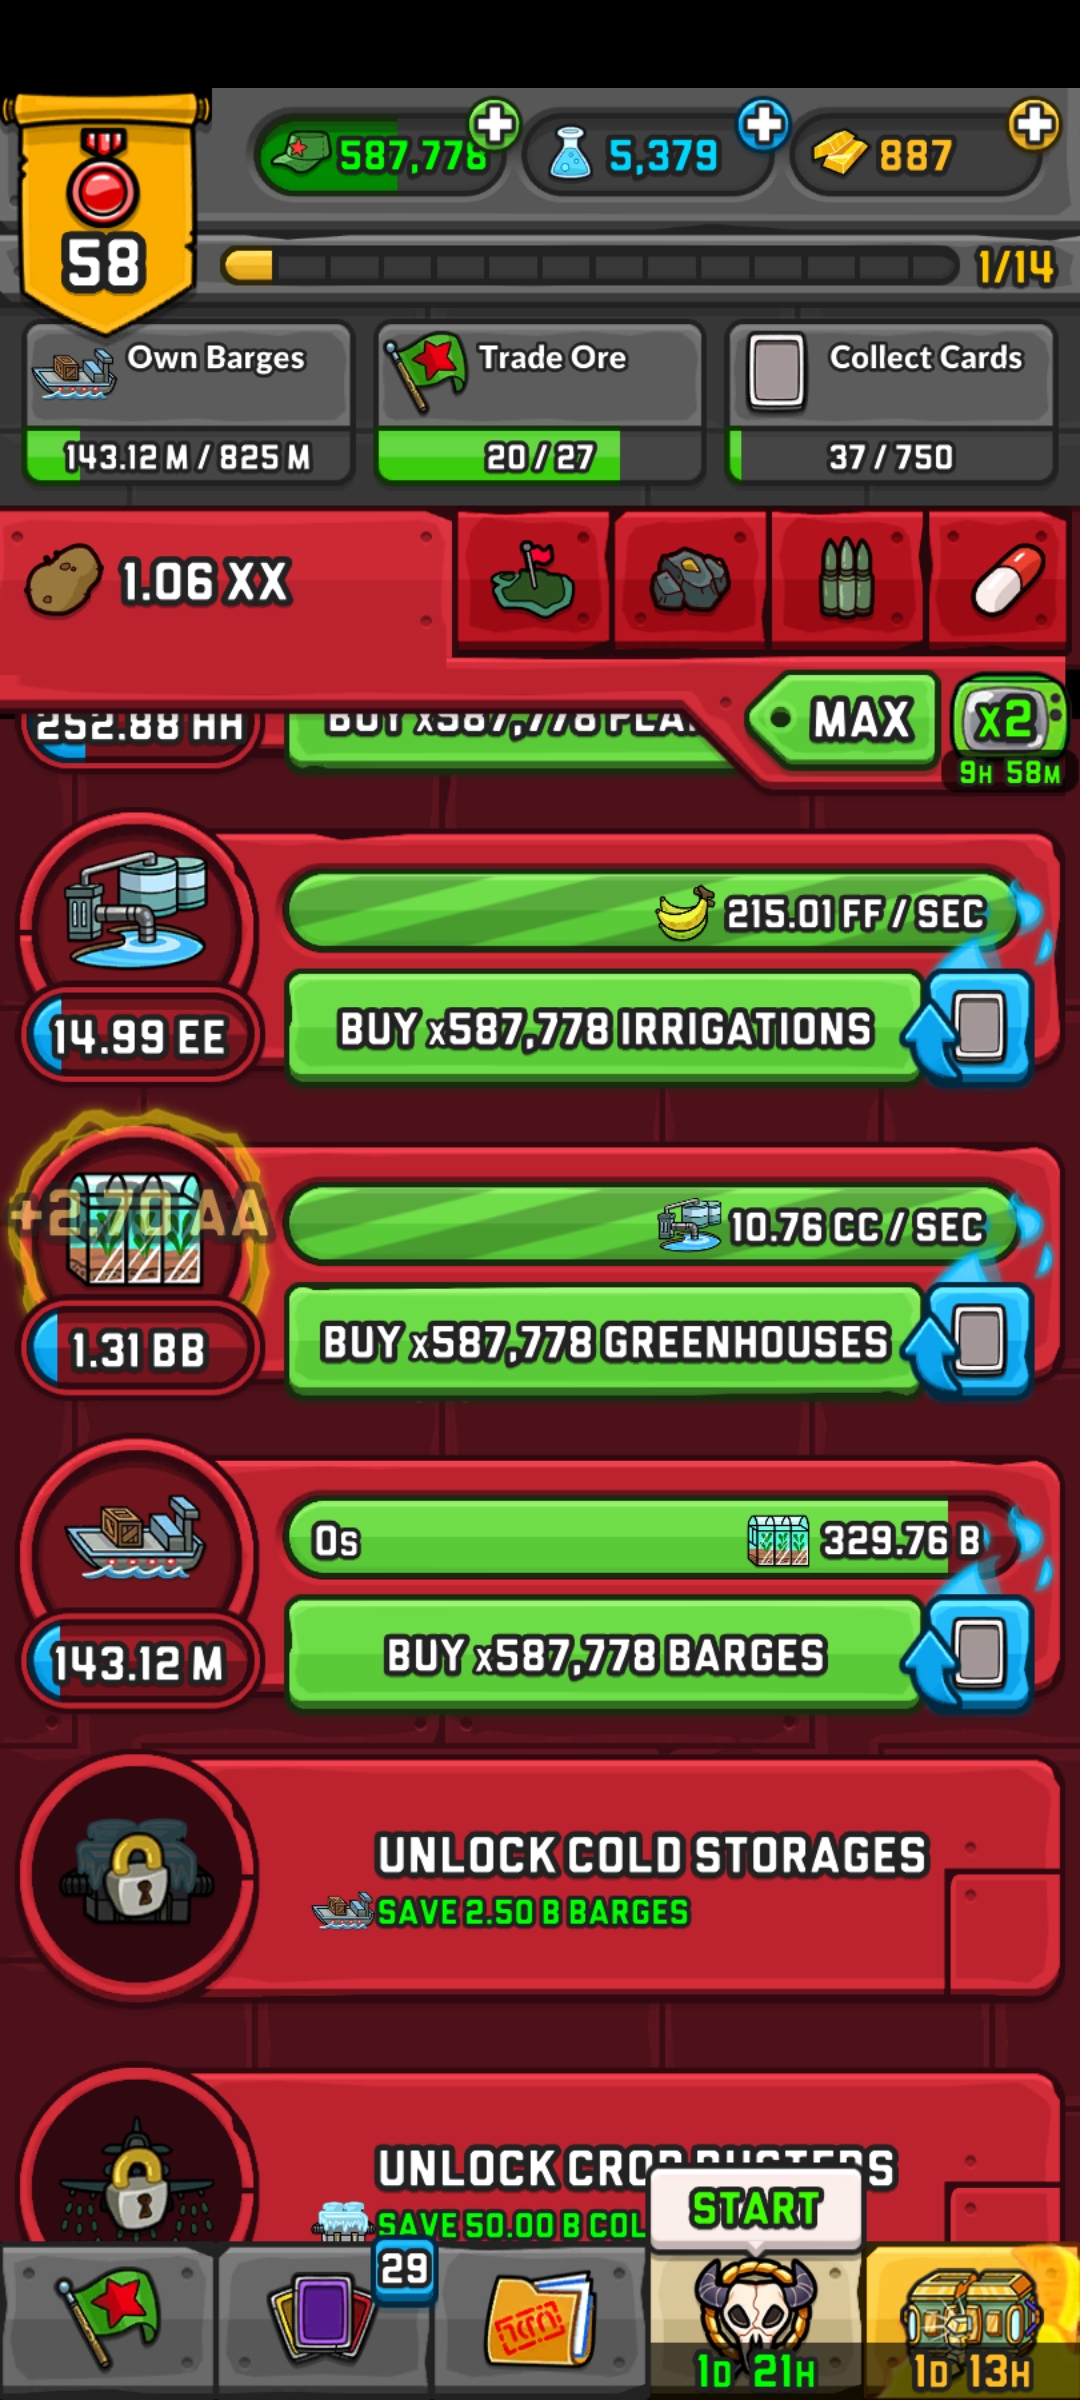 587,778
5,379
887
58
1/14
Own Barges
Trade Ore
Collect Cards
143.12 M / 825 M
20 / 27
37 / 750
1.06 XX
MAX
x2
9H 58M
252.88 HH
BUY x587,778 PLA
215.01 FF / SEC
14.99 EE
BUY x587,778 IRRIGATIONS
+2.70 AA
10.76 CC / SEC
1.31 BB
BUY x587,778 GREENHOUSES
0s
329.76 B
143.12 M
BUY x587,778 BARGES
UNLOCK COLD STORAGES
SAVE 2.50 B BARGES
UNLOCK CROP DUSTERS
SAVE 50.00 B COL
START
29
1D 21H
1D 13H